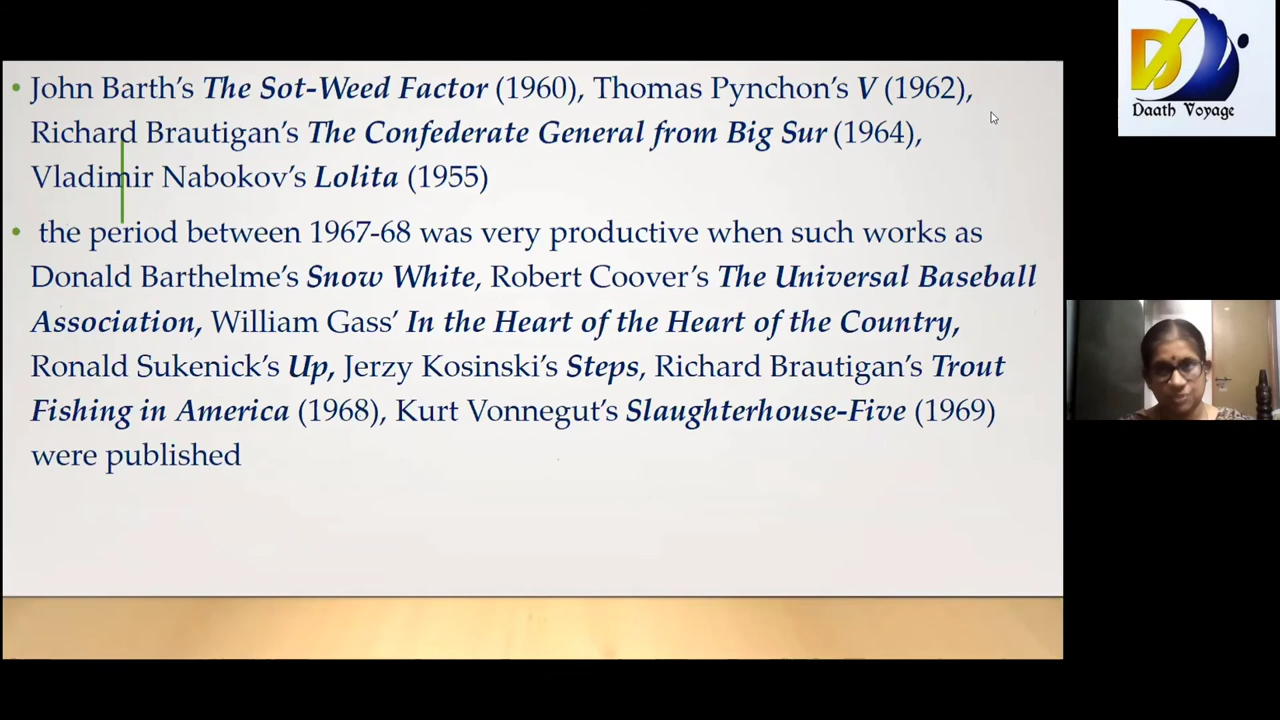 • John Barth’s The Sot-Weed Factor (1960), Thomas Pynchon’s V (1962),
Richard Brautigan’s The Confederate General from Big Sur (1964),
Vladimir Nabokov’s Lolita (1955)
• the period between 1967-68 was very productive when such works as
Donald Barthelme’s Snow White, Robert Coover’s The Universal Baseball
Association, William Gass’ In the Heart of the Heart of the Country,
Ronald Sukenick’s Up, Jerzy Kosinski’s Steps, Richard Brautigan’s Trout
Fishing in America (1968), Kurt Vonnegut’s Slaughterhouse-Five (1969)
were published
Daath Voyage